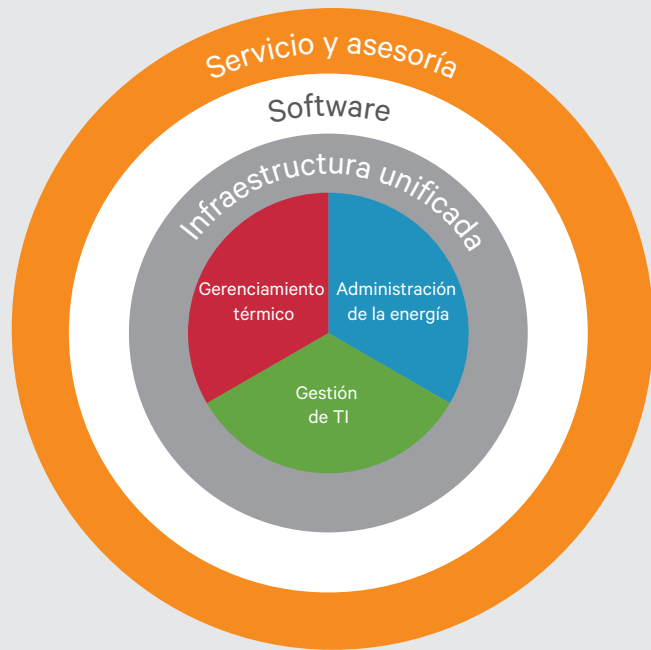 Servicio y asesoría
Software
Infraestructura unificada
Gerenciamiento
térmico
Administración
de la energía
Gestión
de TI